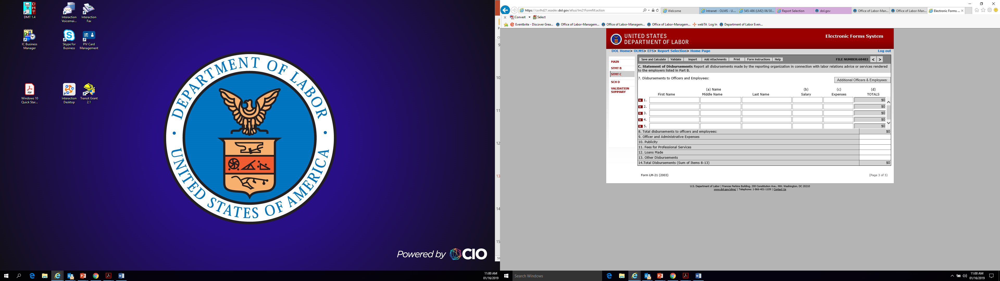 DMT 1.4
Interaction Voicemai...
Interaction Fax
IC Business Manager
Skype for Business
PIV Card Management
PDF
Windows 10 Quick Star...
Interaction Desktop
Transit Grant 2.1
DEPARTMENT OF LABOR
UNITED STATES OF AMERICA
Powered by CIO
11:00 AM
01/16/2019
9
10
11
12
13
14
15
https://csvlhd21.esadev.dol.gov/efsui/lm21Formfill.action
Welcome
Intranet - OLMS - U....
545-486 (LM2) 06/30...
Report Selection
dol.gov
Office of Labor-Man...
Office of Labor-Man...
Electronic Forms ...
x Convert Select
Eventbrite - Discover Grea...
Office of Labor-Managem...
Office of Labor-Managem...
Office of Labor-Managem...
webTA Log In
Department of Labor Even...
UNITED STATES
DEPARTMENT OF LABOR
Electronic Forms System
DOL Home> OLMS> EFS> Report Selection> Home Page
Log out
MAIN
STMT B
STMT C
SCH D
VALIDATION
SUMMARY
Save and Calculate Validate Import Add Attachments Print Form Instructions Help
FILE NUMBER:68482 < >
C. Statement of Disbursements Report all disbursements made by the reporting organization in connection with labor relations advice or services rendered
to the employers listed in Part B.
7. Disbursements to Officers and Employees:
Additional Officers & Employees:
(a) Name (b) (c) (d)
First Name Middle Name Last Name Salary Expenses TOTALS
X 1. $0
X 2. $0
X 3. $0
X 4. $0
X 5. $0
8. Total disbursements to officers and employees: $0
9. Officer and Administrative Expenses
10. Publicity
11. Fees for Professional Services
12. Loans Made
13. Other Disbursements
14.Total Disbursements (Sum of Items 8-13) $0
Form LM-21 (2003)
(Page 3 of 5)
U.S. Department of Labor | Frances Perkins Building, 200 Constitution Ave., NW, Washington, DC 20210
www.dol.gov/olms/ | Telephone: 1-866-401-1109 | Contact Us
Search Windows
11:00 AM
01/16/2019